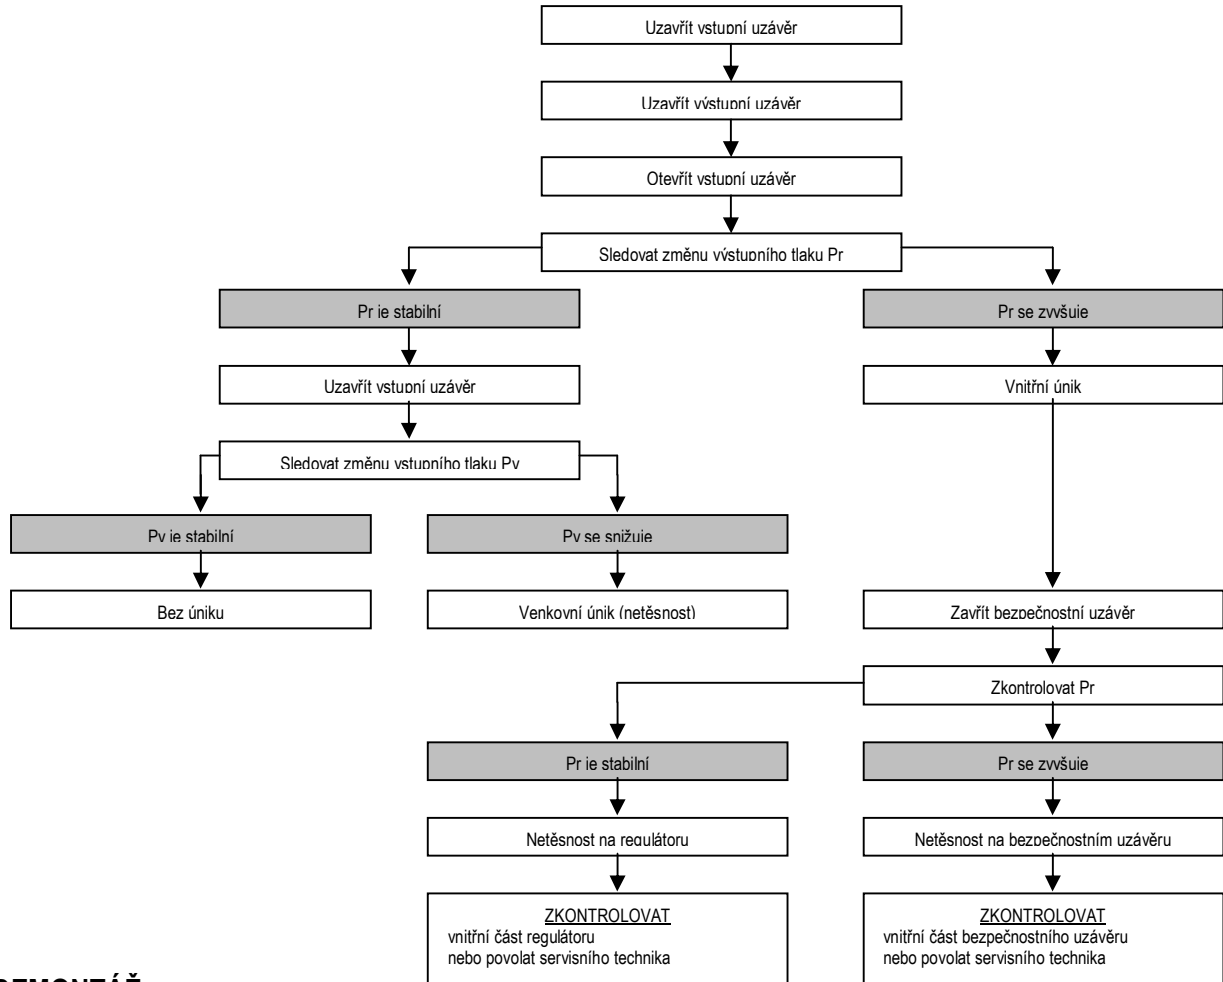 Uzavřít vstupní uzávěr
Uzavřít výstupní uzávěr
Otevřít vstupní uzávěr
Sledovat změnu výstupního tlaku Pr
Pr je stabilní
Pr se zvyšuje
Uzavřít vstupní uzávěr
Vnitřní únik
Sledovat změnu vstupního tlaku Pv
Pv je stabilní
Pv se snižuje
Bez úniku
Venkovní únik (netěsnost)
Zavřít bezpečnostní uzávěr
Zkontrolovat Pr
Pr je stabilní
Pr se zvyšuje
Netěsnost na regulátoru
Netěsnost na bezpečnostním uzávěru
ZKONTROLOVAT
vnitřní část regulátoru
nebo povolat servisního technika
ZKONTROLOVAT
vnitřní část bezpečnostního uzávěru
nebo povolat servisního technika